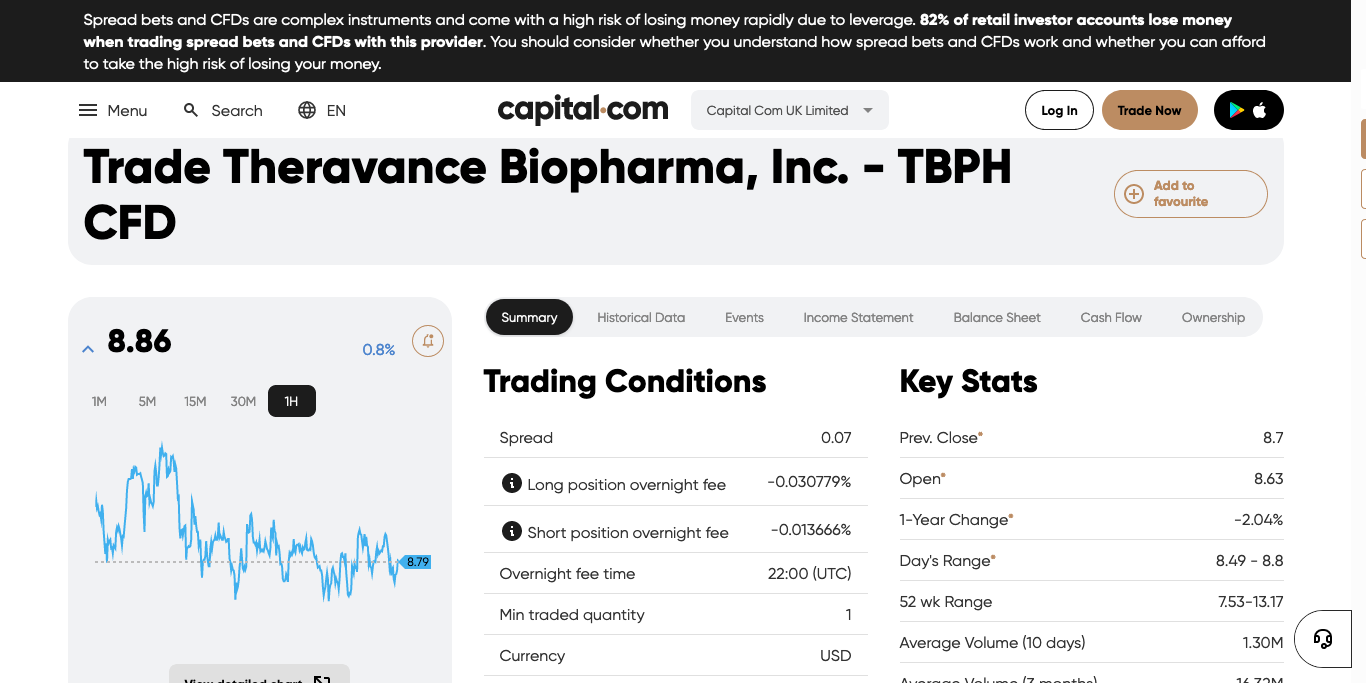 Spread bets and CFDs are complex instruments and come with a high risk of losing money rapidly due to leverage. 82% of retail investor accounts lose money
when trading spread bets and CFDs with this provider. You should consider whether you understand how spread bets and CFDs work and whether you can afford
to take the high risk of losing your money.
Menu
Search
EN
capital.com
Capital Com UK Limited
Log In
Trade Now
Trade Theravance Biopharma, Inc. - TBPH
CFD
Add to
favourite
8.86
0.8%
1M 5M 15M 30M 1H
8.79
View detailed chart
Summary Historical Data Events Income Statement Balance Sheet Cash Flow Ownership
Trading Conditions
Spread 0.07
Long position overnight fee -0.030779%
Short position overnight fee -0.013666%
Overnight fee time 22:00 (UTC)
Min traded quantity 1
Currency USD
Key Stats
Prev. Close* 8.7
Open* 8.63
1-Year Change* -2.04%
Day's Range* 8.49 - 8.8
52 wk Range 7.53-13.17
Average Volume (10 days) 1.30M
Average Volume (3 months) 16.32M